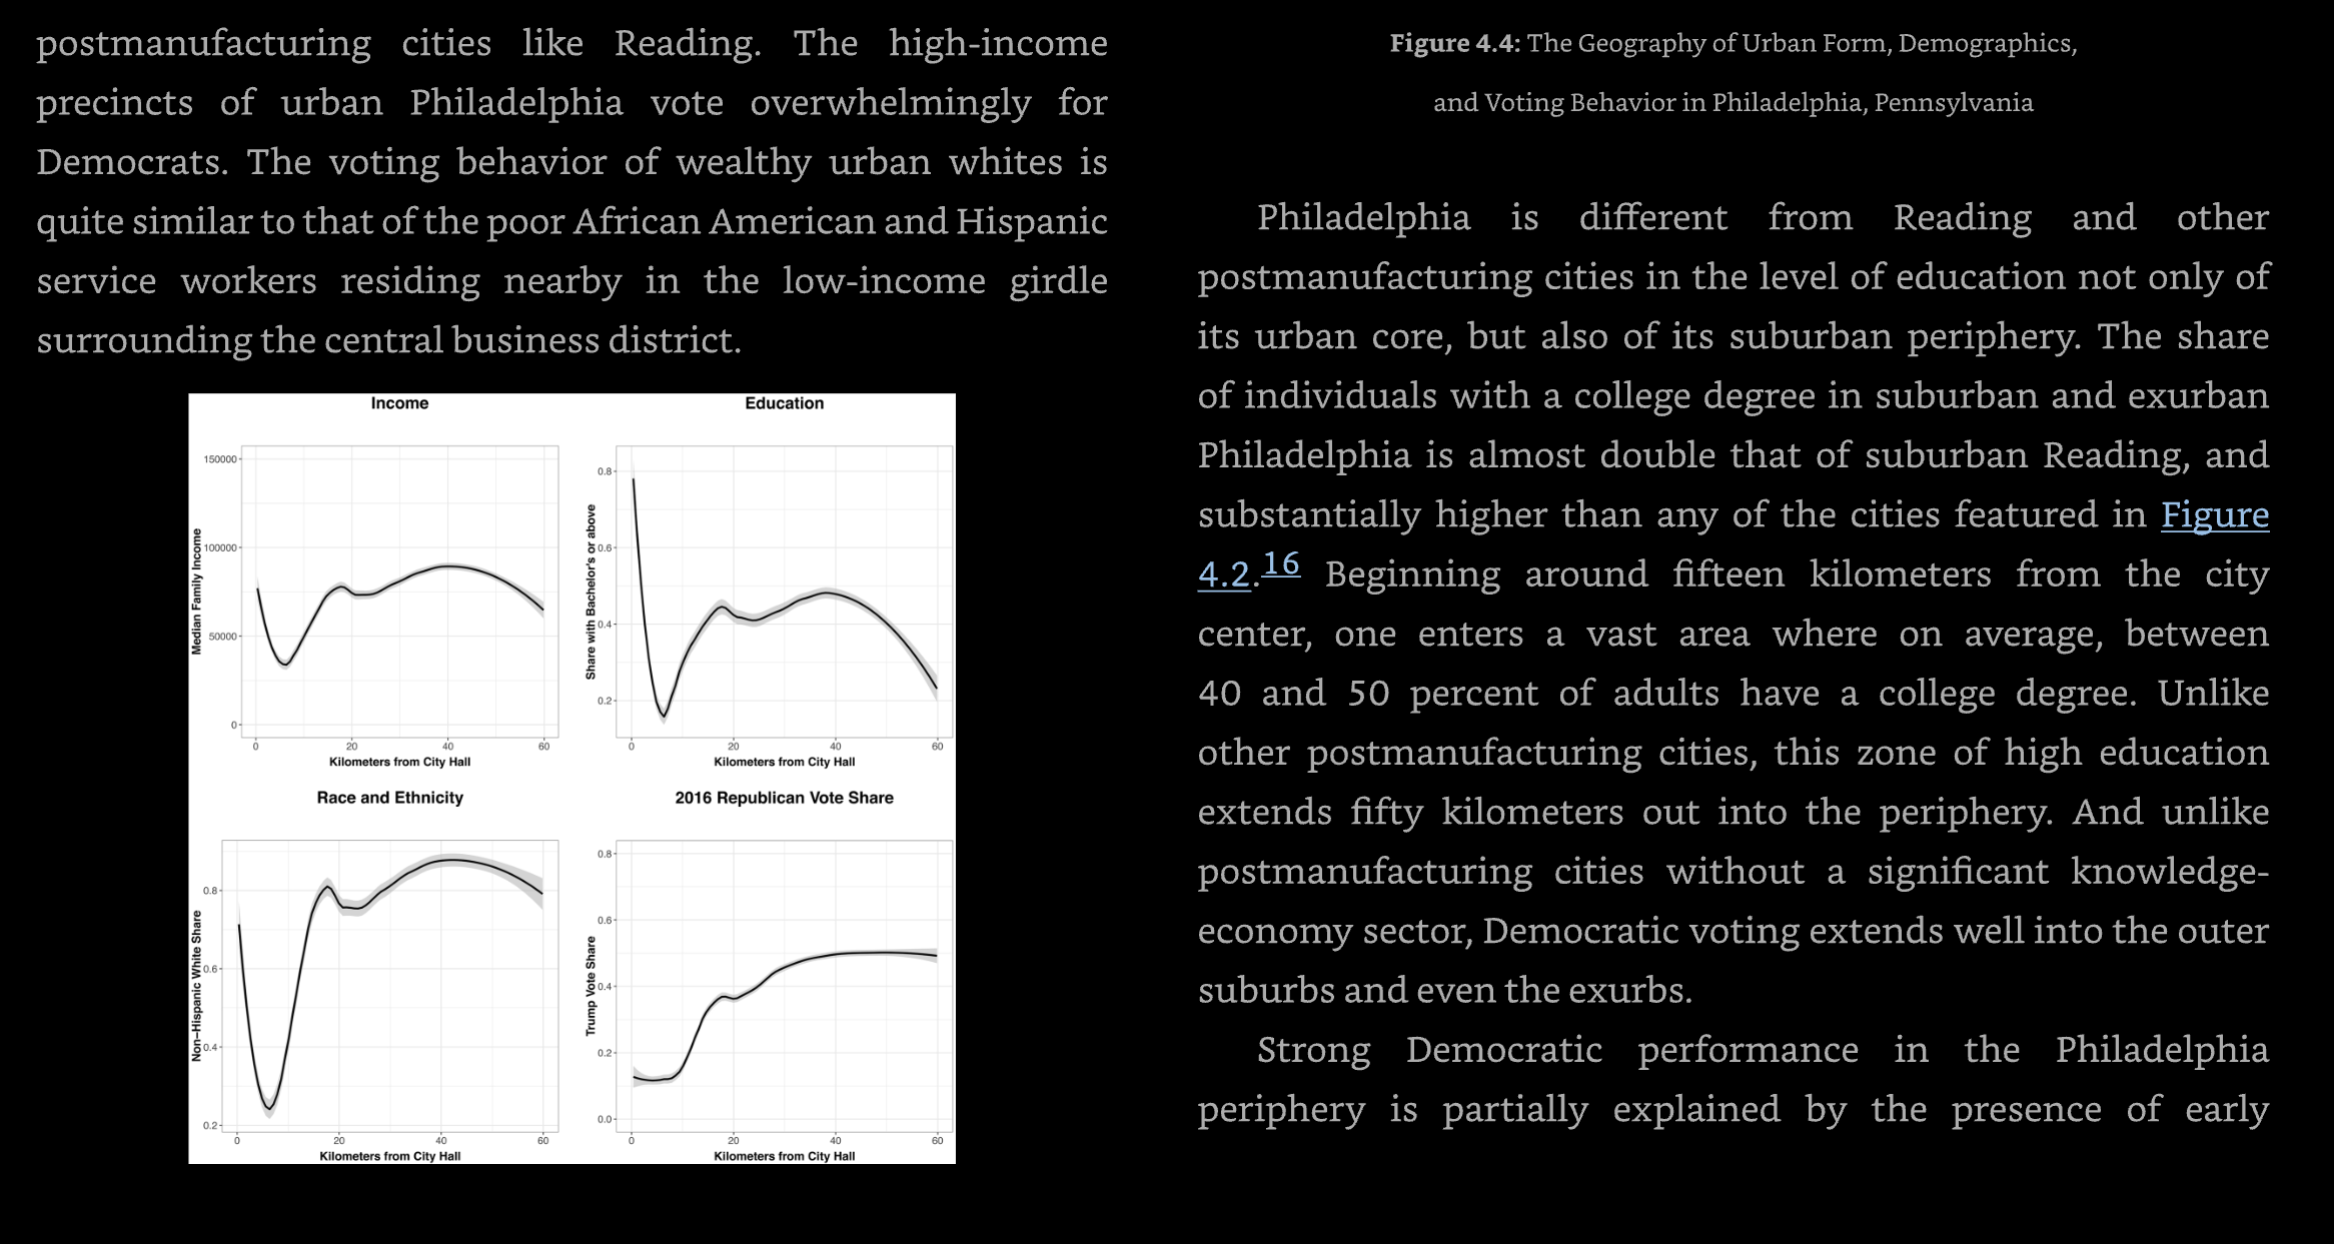 postmanufacturing cities like Reading. The high-income
precincts of urban Philadelphia vote overwhelmingly for
Democrats. The voting behavior of wealthy urban whites is
quite similar to that of the poor African American and Hispanic
service workers residing nearby in the low-income girdle
surrounding the central business district.
Income
Median Family Income
150000
100000
50000
0
0 20 40 60
Kilometers from City Hall
Education
Share with Bachelor's or above
0.8
0.6
0.4
0.2
0 20 40 60
Kilometers from City Hall
Race and Ethnicity
Non-Hispanic White Share
0.8
0.6
0.4
0.2
0 20 40 60
Kilometers from City Hall
2016 Republican Vote Share
Trump Vote Share
0.8
0.6
0.4
0.2
0.0
0 20 40 60
Kilometers from City Hall
Figure 4.4: The Geography of Urban Form, Demographics,
and Voting Behavior in Philadelphia, Pennsylvania
Philadelphia is different from Reading and other
postmanufacturing cities in the level of education not only of
its urban core, but also of its suburban periphery. The share
of individuals with a college degree in suburban and exurban
Philadelphia is almost double that of suburban Reading, and
substantially higher than any of the cities featured in Figure
4.2.16 Beginning around fifteen kilometers from the city
center, one enters a vast area where on average, between
40 and 50 percent of adults have a college degree. Unlike
other postmanufacturing cities, this zone of high education
extends fifty kilometers out into the periphery. And unlike
postmanufacturing cities without a significant knowledge-
economy sector, Democratic voting extends well into the outer
suburbs and even the exurbs.
Strong Democratic performance in the Philadelphia
periphery is partially explained by the presence of early